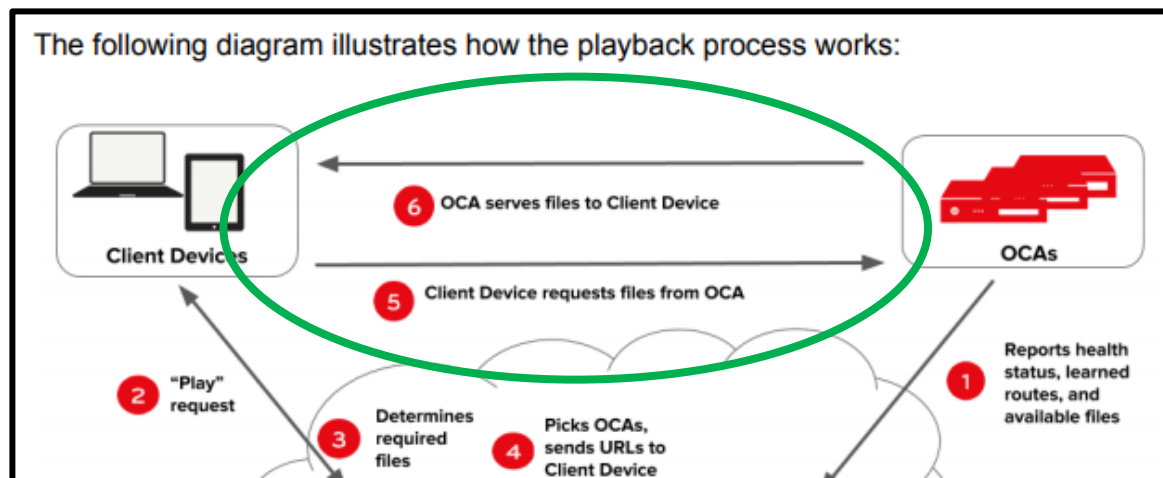 The following diagram illustrates how the playback process works:
6 OCA serves files to Client Device
Client Devices
OCAs
5 Client Device requests files from OCA
2 “Play”
request
3 Determines
required
files
4 Picks OCAs,
sends URLs to
Client Device
1 Reports health
status, learned
routes, and
available files